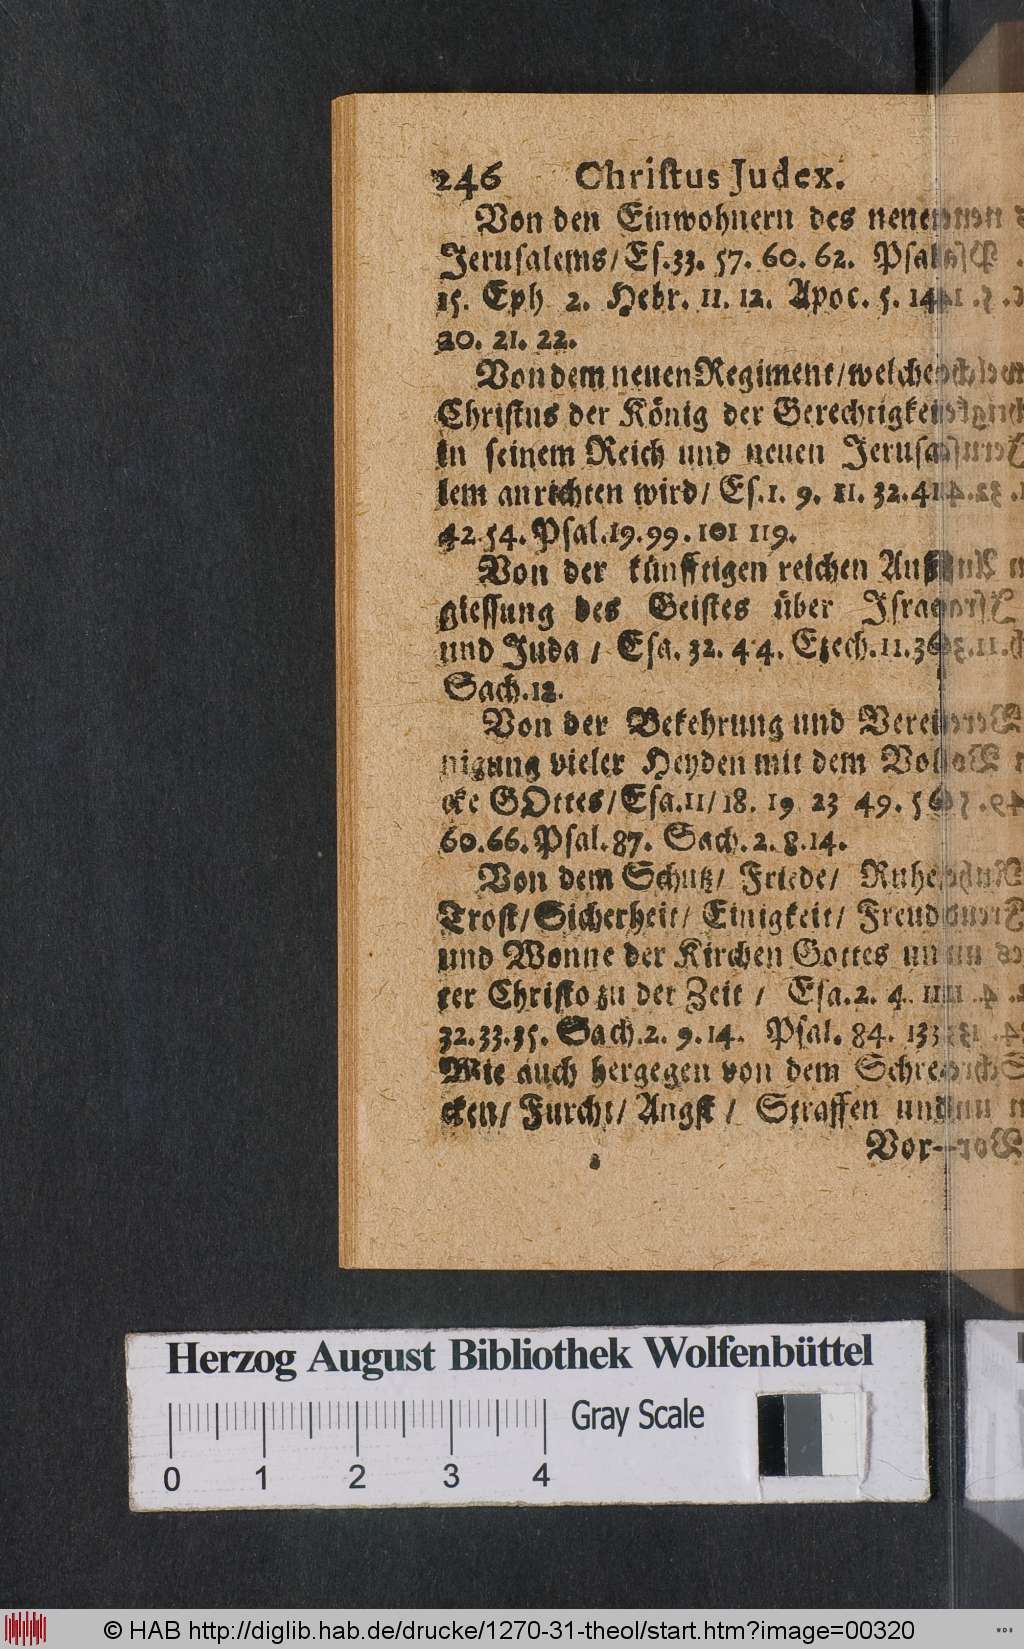 246 Christus Judex.
Von den Einwohnern des neuen
Jerusalems/ Es. 33. 57. 60. 62. Psal.
15. Eph 2. Hebr. 11. 12. Apoc. 5. 14.
20. 21. 22.
Von dem neuen Regiment/ welches
Christus der König der Gerechtigkeit
in seinem Reich und neuen Jerusa-
lem anrichten wird/ Es. 1. 9. 11. 32. 41.
42 54. Psal. 19. 99. 101 119.
Von der künfftigen reichen Auß-
giessung des Geistes über Israel
und Juda / Esa. 32. 44. Ezech. 11. 36.
Sach. 12.
Von der Bekehrung und Verei-
nigung vieler Heyden mit dem Vol-
cke GOttes/ Esa. 11/ 18. 19 23 49. 56.
60. 66. Psal. 87. Sach. 2. 8. 14.
Von dem Schutz/ Friede/ Ruhe/
Trost/ Sicherheit/ Einigkeit/ Freud
und Wonne der Kirchen Gottes un-
ter Christo zu der Zeit / Esa. 2. 4. 11.
32. 33. 35. Sach. 2. 9. 14. Psal. 84. 133
Wie auch hergegen von dem Schre-
cken/ Furcht/ Angst / Straffen und
Vor-
Herzog August Bibliothek Wolfenbüttel
0 1 2 3 4 Gray Scale
© HAB http://diglib.hab.de/drucke/1270-31-theol/start.htm?image=00320